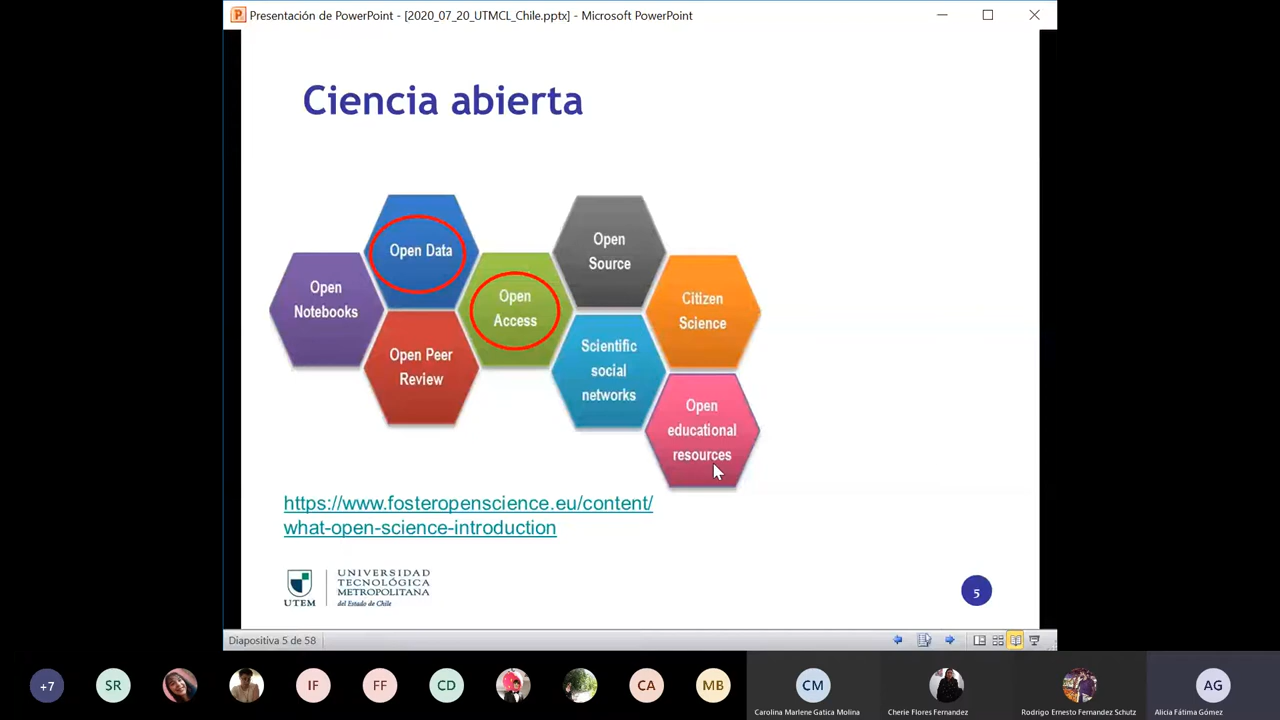 Presentación de PowerPoint - [2020_07_20_UTMCL_Chile.pptx] - Microsoft PowerPoint
Ciencia abierta
Open Data
Open
Source
Open
Notebooks
Open
Access
Citizen
Science
Open Peer
Review
Scientific
social
networks
Open
educational
resources
https://www.fosteropenscience.eu/content/
what-open-science-introduction
UTEM
UNIVERSIDAD
TECNOLÓGICA
METROPOLITANA
del Estado de Chile
5
Diapositiva 5 de 58
+7
SR
IF
FF
CD
CA
MB
CM
AG
Carolina Marlene Gatica Molina
Cherie Flores Fernandez
Rodrigo Ernesto Fernandez Schutz
Alicia Fátima Gómez